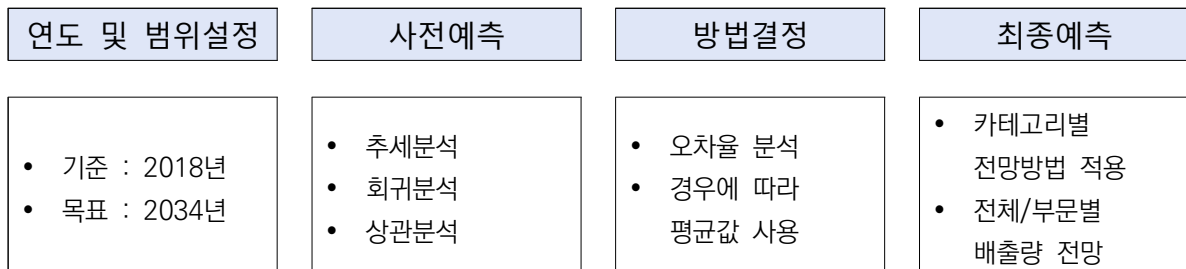 연도 및 범위설정
• 기준 : 2018년
• 목표 : 2034년
사전예측
• 추세분석
• 회귀분석
• 상관분석
방법결정
• 오차율 분석
• 경우에 따라
평균값 사용
최종예측
• 카테고리별
전망방법 적용
• 전체/부문별
배출량 전망